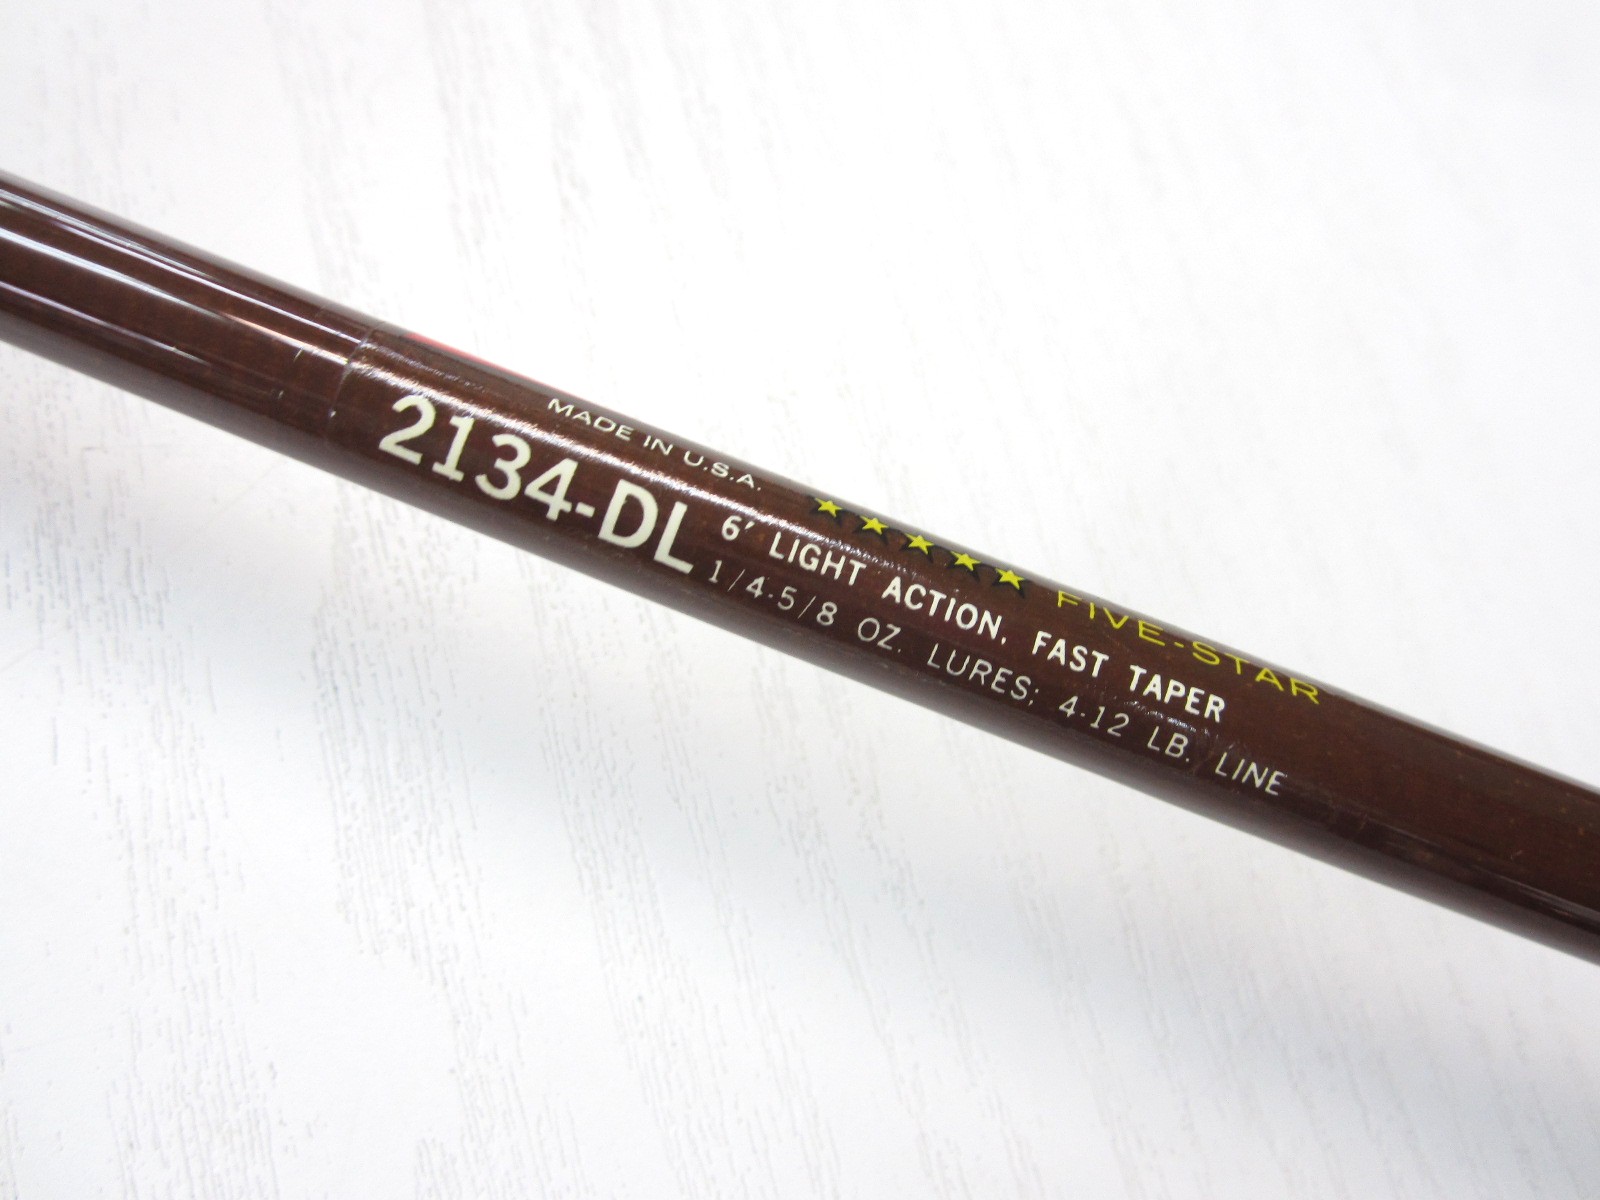 MADE IN U.S.A.
★★★★★ FIVE-STAR
2134-DL
6' LIGHT ACTION, FAST TAPER
1/4-5/8 OZ. LURES; 4-12 LB. LINE